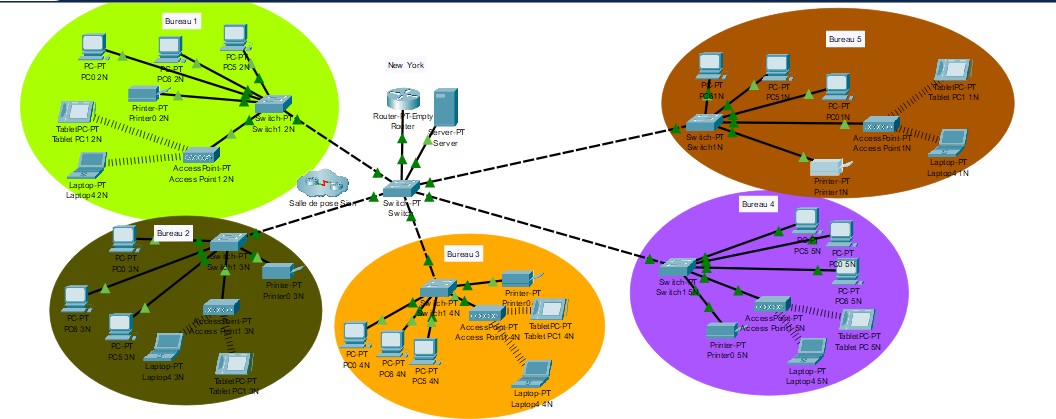 Bureau 1
PC-PT
PC0 2N
PC-PT
PC6 2N
PC-PT
PC5 2N
Printer-PT
Printer0 2N
TabletPC-PT
Tablet PC1 2N
Laptop-PT
Laptop4 2N
AccessPoint-PT
Access Point1 2N
Switch-PT
Switch1 2N
New York
Router-PT-Empty
Router
Server-PT
Server
Salle de pose
Switch-PT
Switch
Bureau 5
PC-PT
PC-PT
PC51N
PC-PT
PC01N
TabletPC-PT
Tablet PC1 1N
Switch-PT
Switch1N
AccessPoint-PT
Access Point1N
Laptop-PT
Laptop4 1N
Printer-PT
Printer1N
Bureau 2
PC-PT
PC0 3N
Switch-PT
Switch1 3N
Printer-PT
Printer0 3N
PC-PT
PC6 3N
PC-PT
PC5 3N
AccessPoint-PT
Access Point1 3N
Laptop-PT
Laptop4 3N
TabletPC-PT
Tablet PC1 3N
Bureau 3
Switch-PT
Switch1 4N
Printer-PT
Printer0
AccessPoint-PT
TabletPC-PT
Tablet PC1 4N
PC-PT
PC0 4N
PC-PT
PC6 4N
PC-PT
PC5 4N
Laptop-PT
Laptop4 4N
Bureau 4
PC-PT
PC5 5N
PC-PT
PC0 5N
PC-PT
PC6 5N
Switch-PT
Switch1 5N
AccessPoint-PT
Access Point1 5N
TabletPC-PT
Tablet PC 5N
Printer-PT
Printer0 5N
Laptop-PT
Laptop4 5N